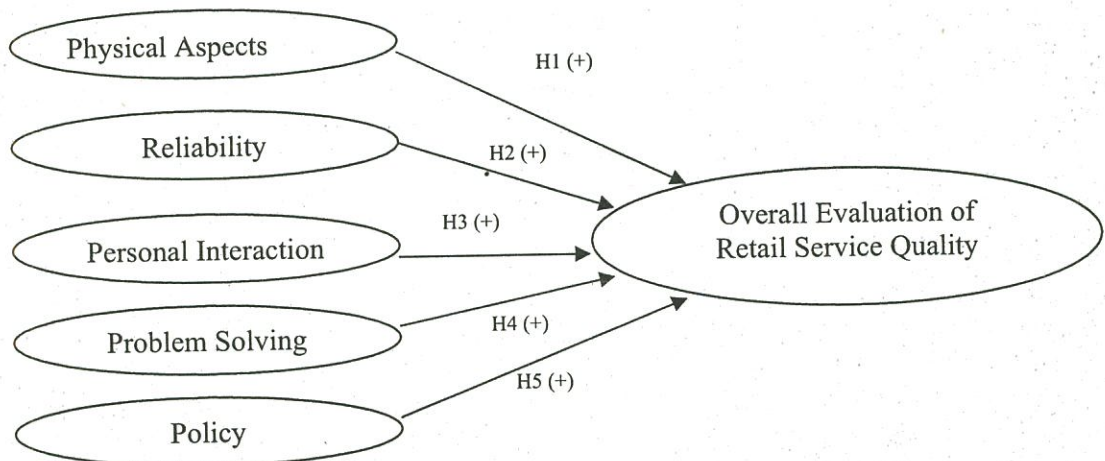 Physical Aspects
H1 (+)
Reliability
H2 (+)
Personal Interaction
H3 (+)
Overall Evaluation of
Retail Service Quality
Problem Solving
H4 (+)
H5 (+)
Policy